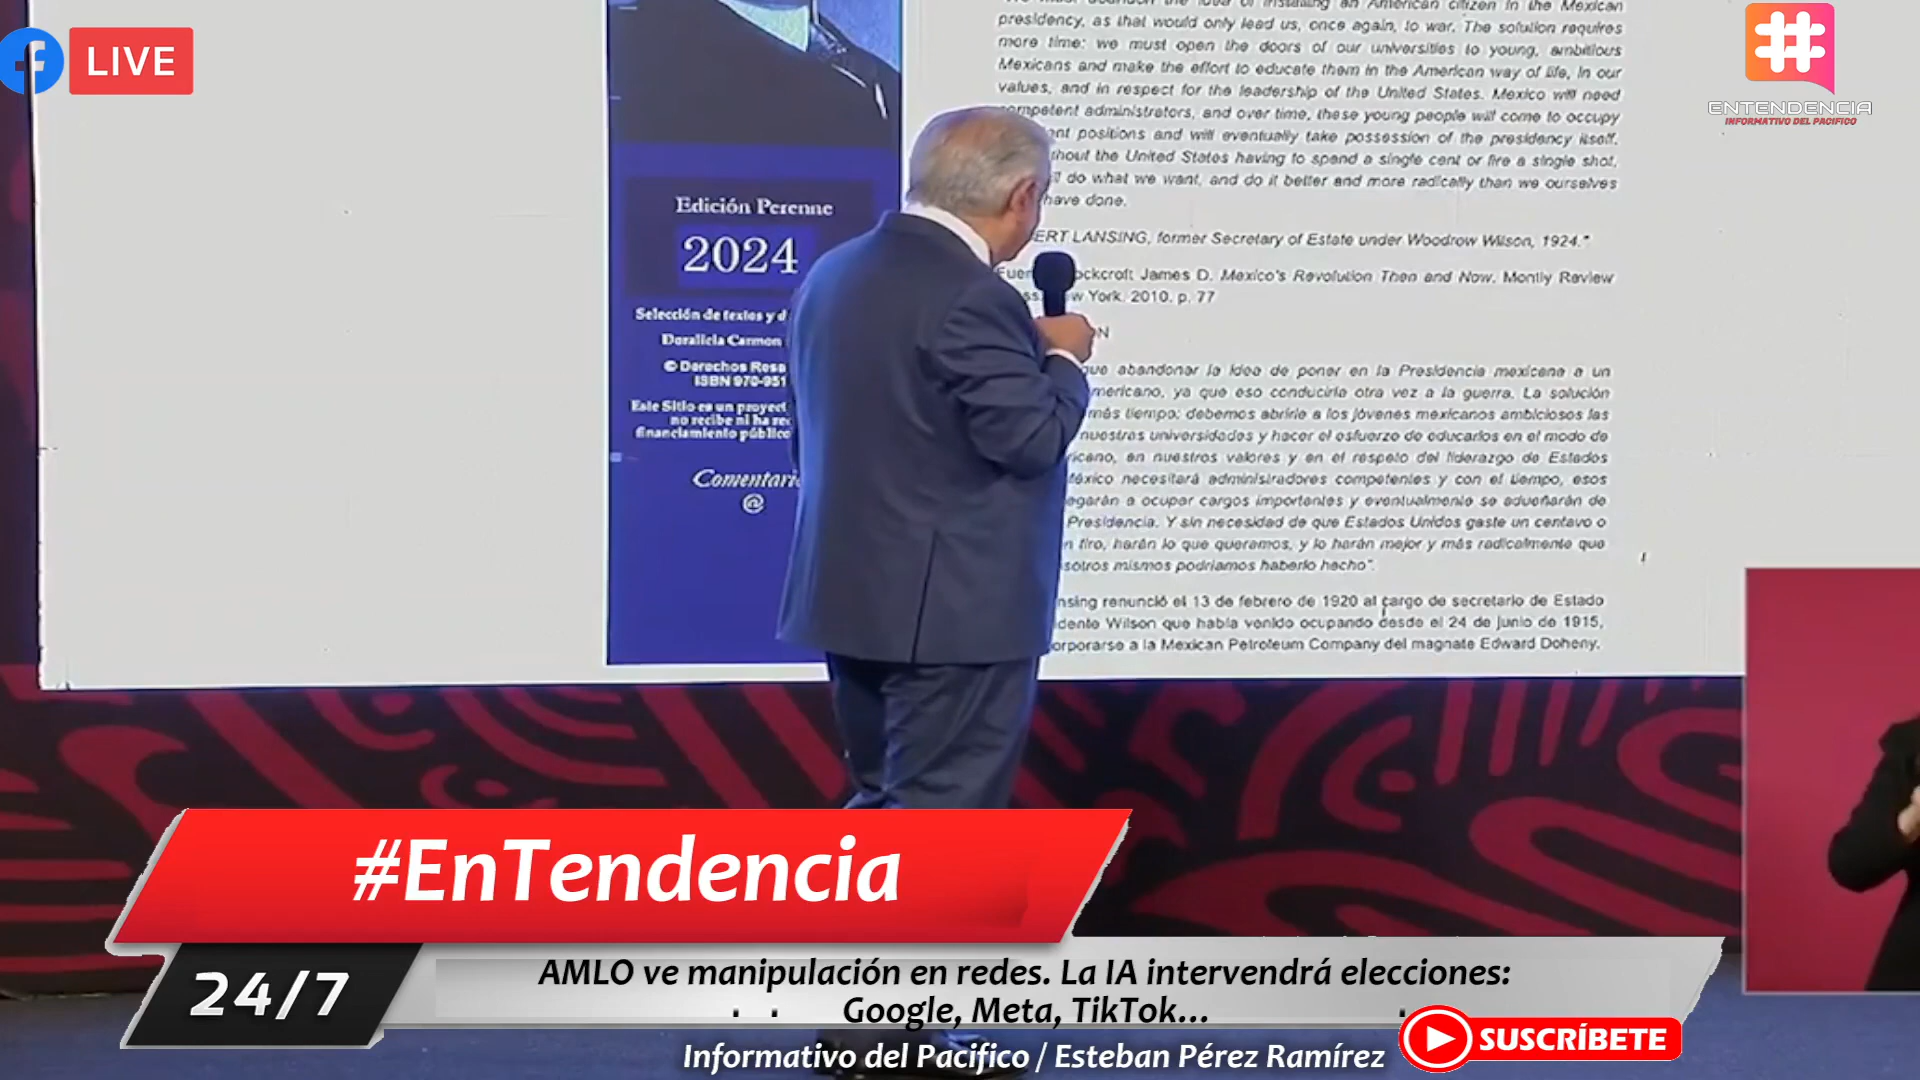 LIVE
#
ENTENDENCIA
INFORMATIVO DEL PACIFICO
an American citizen in the Mexican
presidency, as that would only lead us, once again, to war. The solution requires
more time: we must open the doors of our universities to young, ambitious
Mexicans and make the effort to educate them in the American way of life, in our
values, and in respect for the leadership of the United States. Mexico will need
competent administrators, and over time, these young people will come to occupy
positions and will eventually take possession of the presidency itself.
the United States having to spend a single cent or fire a single shot,
do what we want, and do it better and more radically than we ourselves
have done.
LANSING, former Secretary of Estate under Woodrow Wilson, 1924."
James D. Mexico's Revolution Then and Now. Montly Review
York. 2010. p. 77
abandonar la idea de poner en la Presidencia mexicana a un
ya que eso conduciría otra vez a la guerra. La solución
más tiempo: debemos abrirle a los jóvenes mexicanos ambiciosos las
nuestras universidades y hacer el esfuerzo de educarlos en el modo de
en nuestros valores y en el respeto del liderazgo de Estados
necesitará administradores competentes y con el tiempo, esos
a ocupar cargos importantes y eventualmente se adueñarán de
Presidencia. Y sin necesidad de que Estados Unidos gaste un centavo o
tiro, harán lo que queramos, y lo harán mejor y más radicalmente que
mismos podríamos haberlo hecho".
renunció el 13 de febrero de 1920 al cargo de secretario de Estado
Wilson que había venido ocupando desde el 24 de junio de 1915,
a la Mexican Petroleum Company del magnate Edward Doheny.
Edición Perenne
2024
Selección de textos y d
Doralicia Carmon
© Derechos Rese
ISBN 970-951
Este Sitio es un proyect
no recibe ni ha rec
financiamiento público
Comentari
@
#EnTendencia
24/7
AMLO ve manipulación en redes. La IA intervendrá elecciones:
Google, Meta, TikTok...
Informativo del Pacifico / Esteban Pérez Ramírez
SUSCRÍBETE